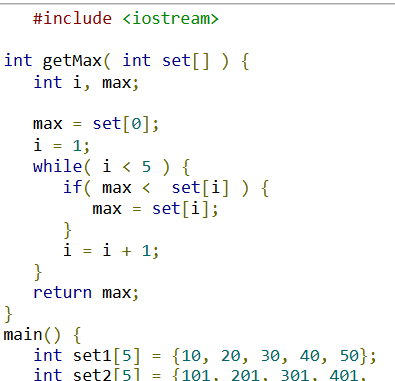 #include <iostream>
int getMax( int set[] ) {
int i, max;
max = set[0];
i = 1;
while( i < 5 ) {
if( max <  set[i] ) {
max = set[i];
}
i = i + 1;
}
return max;
}
main() {
int set1[5] = {10, 20, 30, 40, 50};
int set2[5] = {101, 201, 301, 401,